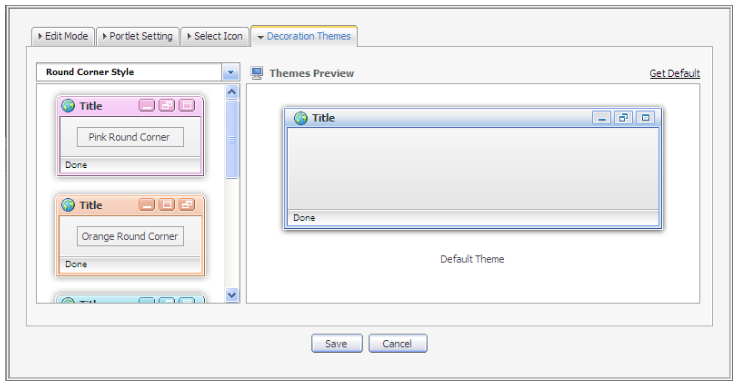 Edit Mode Portlet Setting Select Icon Decoration Themes
Round Corner Style
Themes Preview
Get Default
Title
Pink Round Corner
Done
Title
Orange Round Corner
Done
Title
Title
Done
Default Theme
Save
Cancel